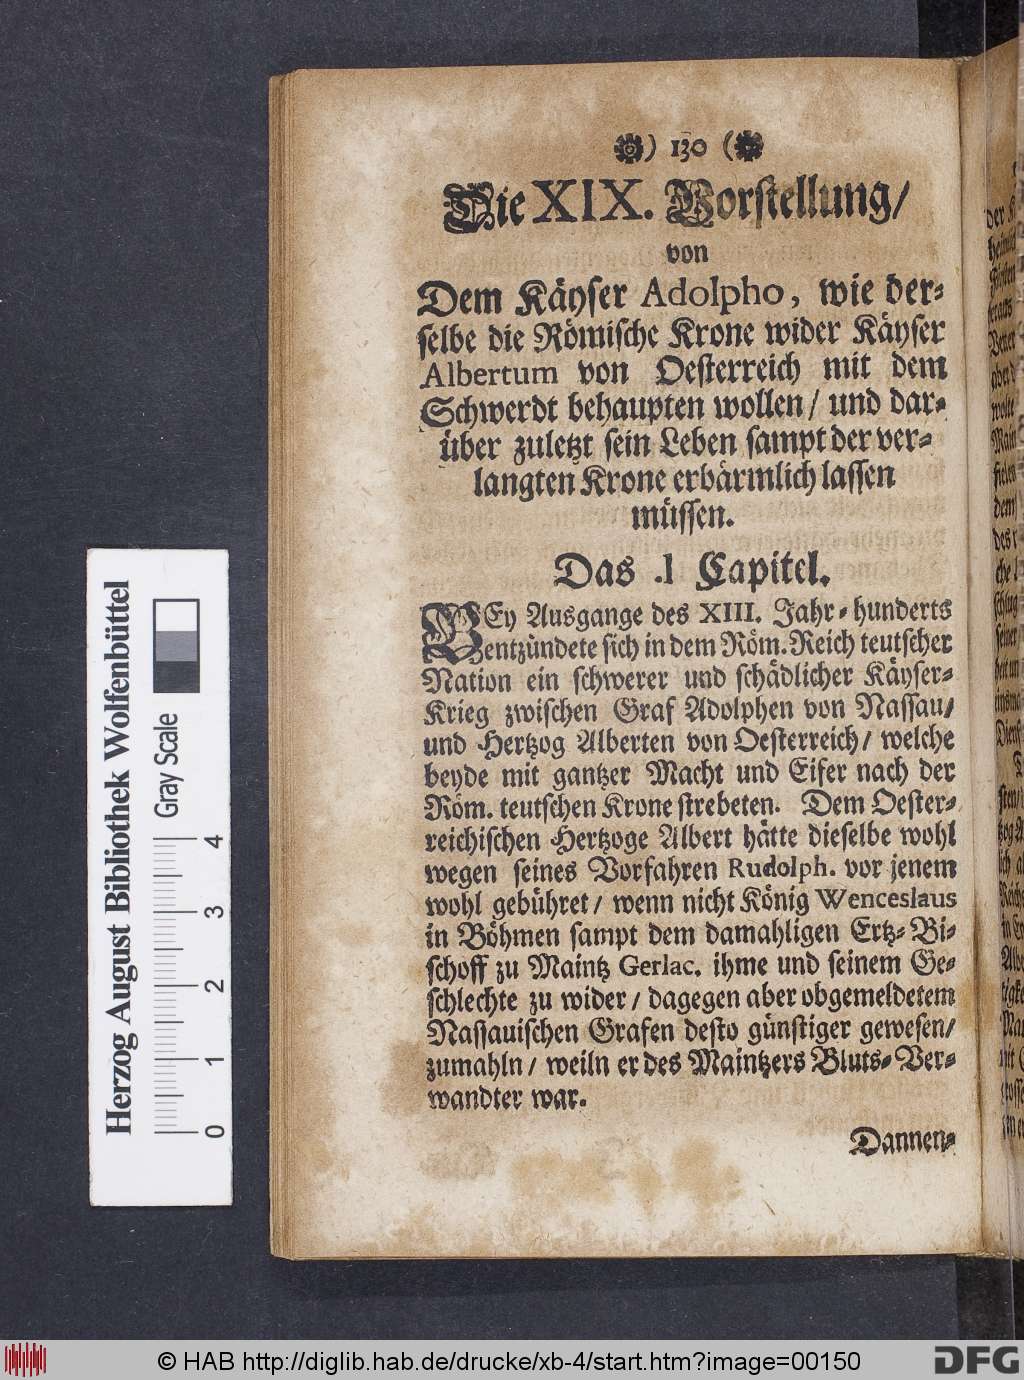 ) 130 (
Die XIX. Vorstellung/
von
Dem Käyser Adolpho, wie der-
selbe die Römische Krone wider Käyser
Albertum von Oesterreich mit dem
Schwerdt behaupten wollen/ und dar-
über zuletzt sein Leben sampt der ver-
langten Krone erbärmlich lassen
müssen.
Das .I Capitel.
BEy Ausgange des XIII. Jahr-hunderts
entzündete sich in dem Röm. Reich teutscher
Nation ein schwerer und schädlicher Käyser-
Krieg zwischen Graf Adolphen von Nassau/
und Hertzog Alberten von Oesterreich/ welche
beyde mit gantzer Macht und Eifer nach der
Röm. teutschen Krone strebeten. Dem Oester-
reichischen Hertzoge Albert hätte dieselbe wohl
wegen seines Vorfahren Rudolph. vor jenem
wohl gebühret/ wenn nicht König Wenceslaus
in Böhmen sampt dem damahligen Ertz-Bi-
schoff zu Maintz Gerlac. ihme und seinem Ge-
schlechte zu wider/ dagegen aber obgemeldetem
Nassauischen Grafen desto günstiger gewesen/
zumahln/ weiln er des Maintzers Bluts-Ver-
wandter war.
Dannen-
Herzog August Bibliothek Wolfenbüttel
Gray Scale
0 1 2 3 4
© HAB http://diglib.hab.de/drucke/xb-4/start.htm?image=00150
DFG